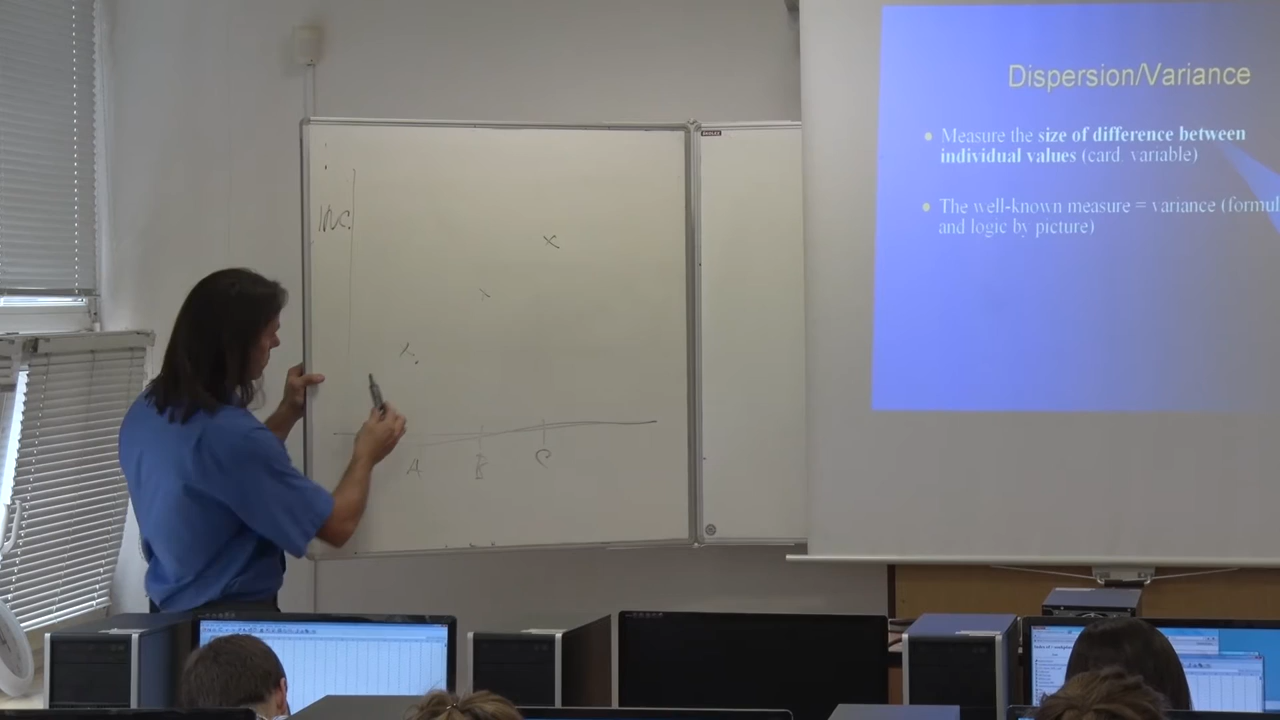 INC.
A B C
Dispersion/Variance
• Measure the size of difference between
individual values (card. variable)
• The well-known measure = variance (formul
and logic by picture)